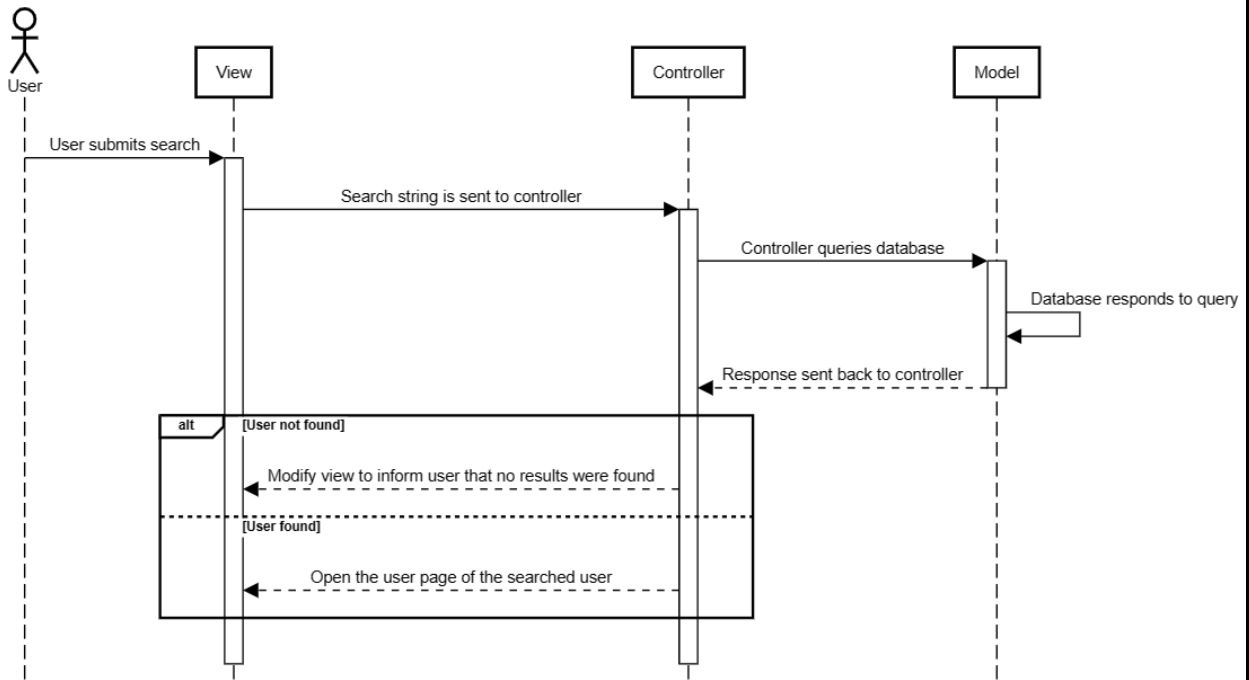 User
View
Controller
Model
User submits search
Search string is sent to controller
Controller queries database
Database responds to query
Response sent back to controller
alt
[User not found]
Modify view to inform user that no results were found
[User found]
Open the user page of the searched user